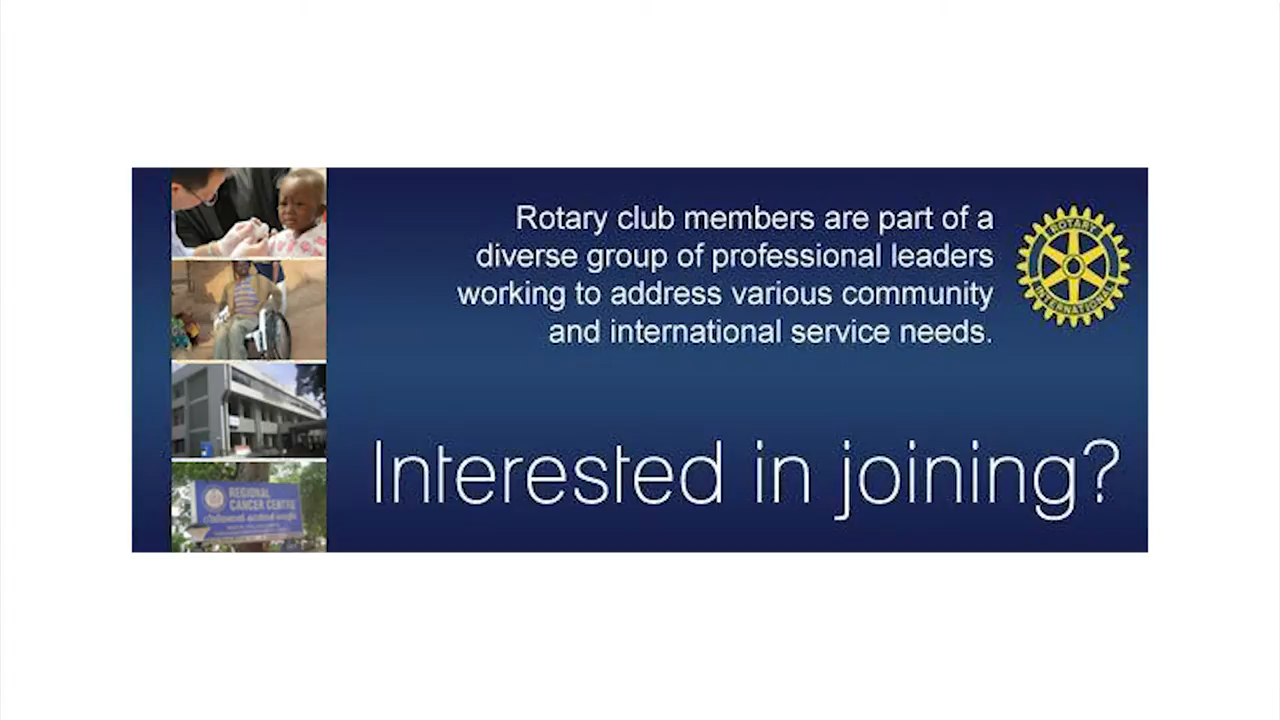 Rotary club members are part of a
diverse group of professional leaders
working to address various community
and international service needs.
ROTARY
INTERNATIONAL
Interested in joining?
REGIONAL
CANCER CENTRE